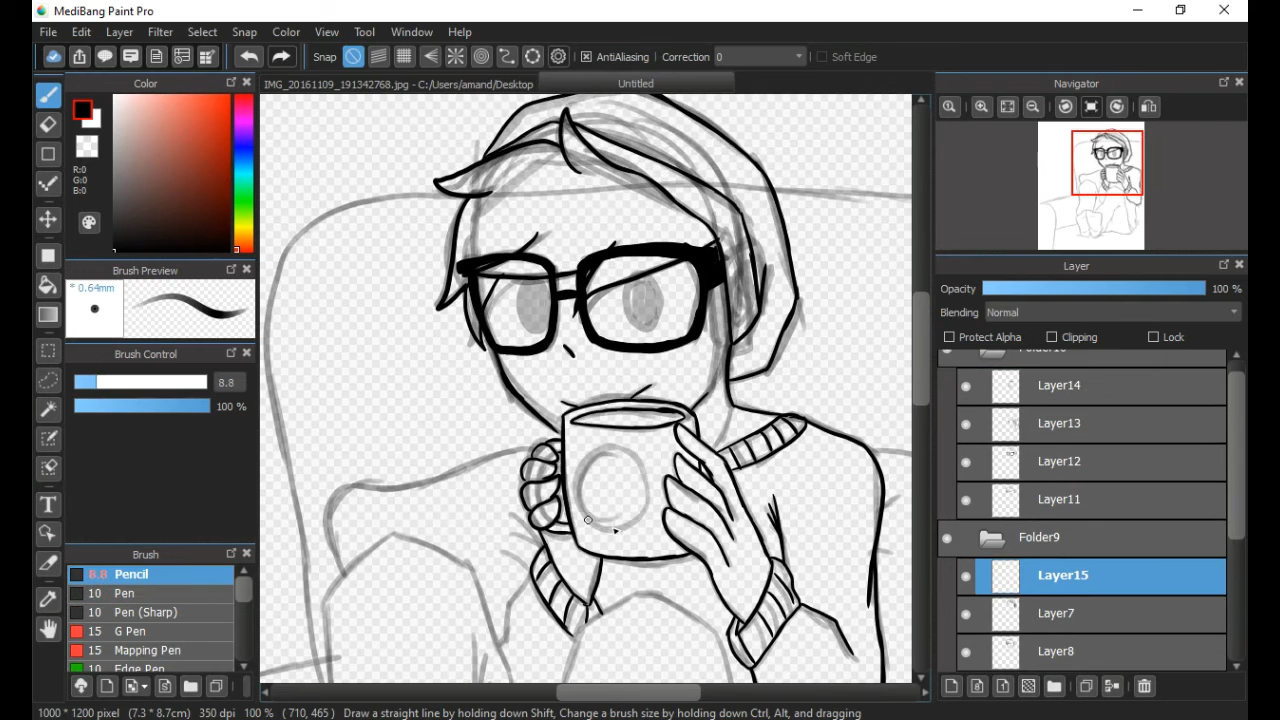 MediBang Paint Pro
File Edit Layer Filter Select Snap Color View Tool Window Help
Snap AntiAliasing Correction 0 Soft Edge
Color
IMG_20161109_191342768.jpg - C:/Users/amand/Desktop Untitled
Navigator
R:0
G:0
B:0
Brush Preview
* 0.64mm
Layer
Opacity 100 %
Blending Normal
Protect Alpha Clipping Lock
Brush Control
8.8
100 %
Folder10
Layer14
Layer13
Layer12
Layer11
Folder9
Layer15
Layer7
Layer8
Brush
8.8 Pencil
10 Pen
10 Pen (Sharp)
15 G Pen
15 Mapping Pen
10 Edge Pen
1000 * 1200 pixel (7.3 * 8.7cm) 350 dpi 100 % ( 710, 465 ) Draw a straight line by holding down Shift, Change a brush size by holding down Ctrl, Alt, and dragging